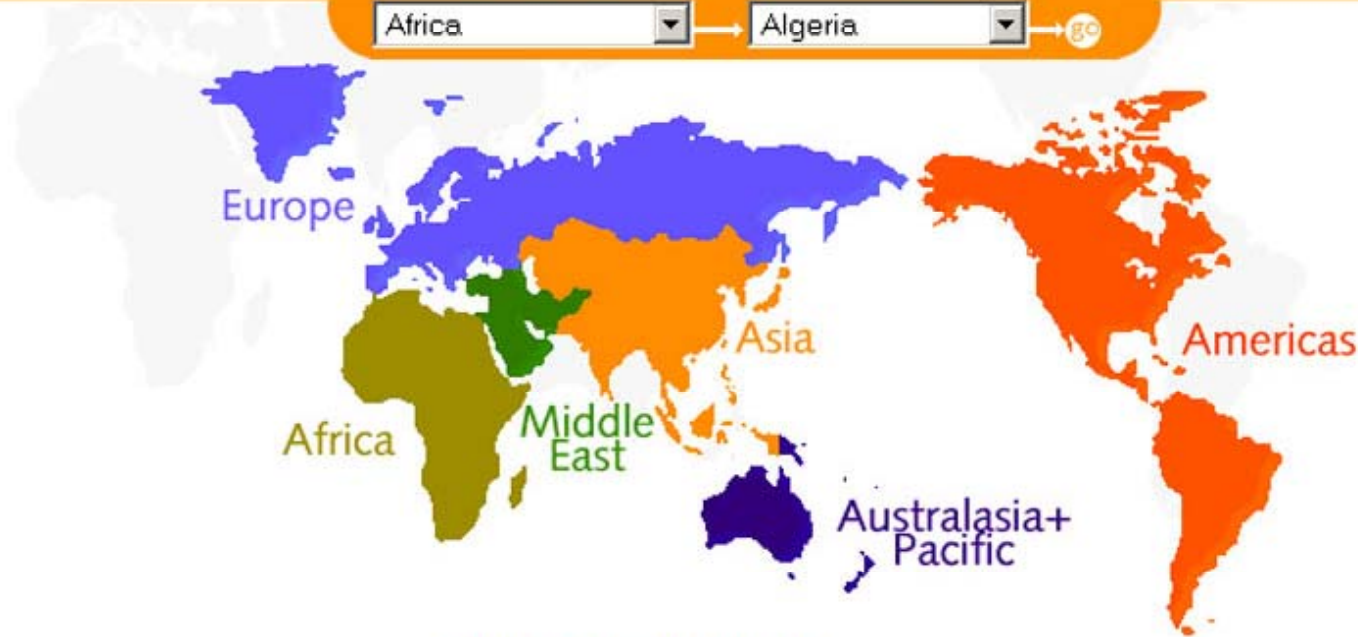 Africa
Algeria
go
Europe
Asia
Americas
Africa
Middle
East
Australasia+
Pacific